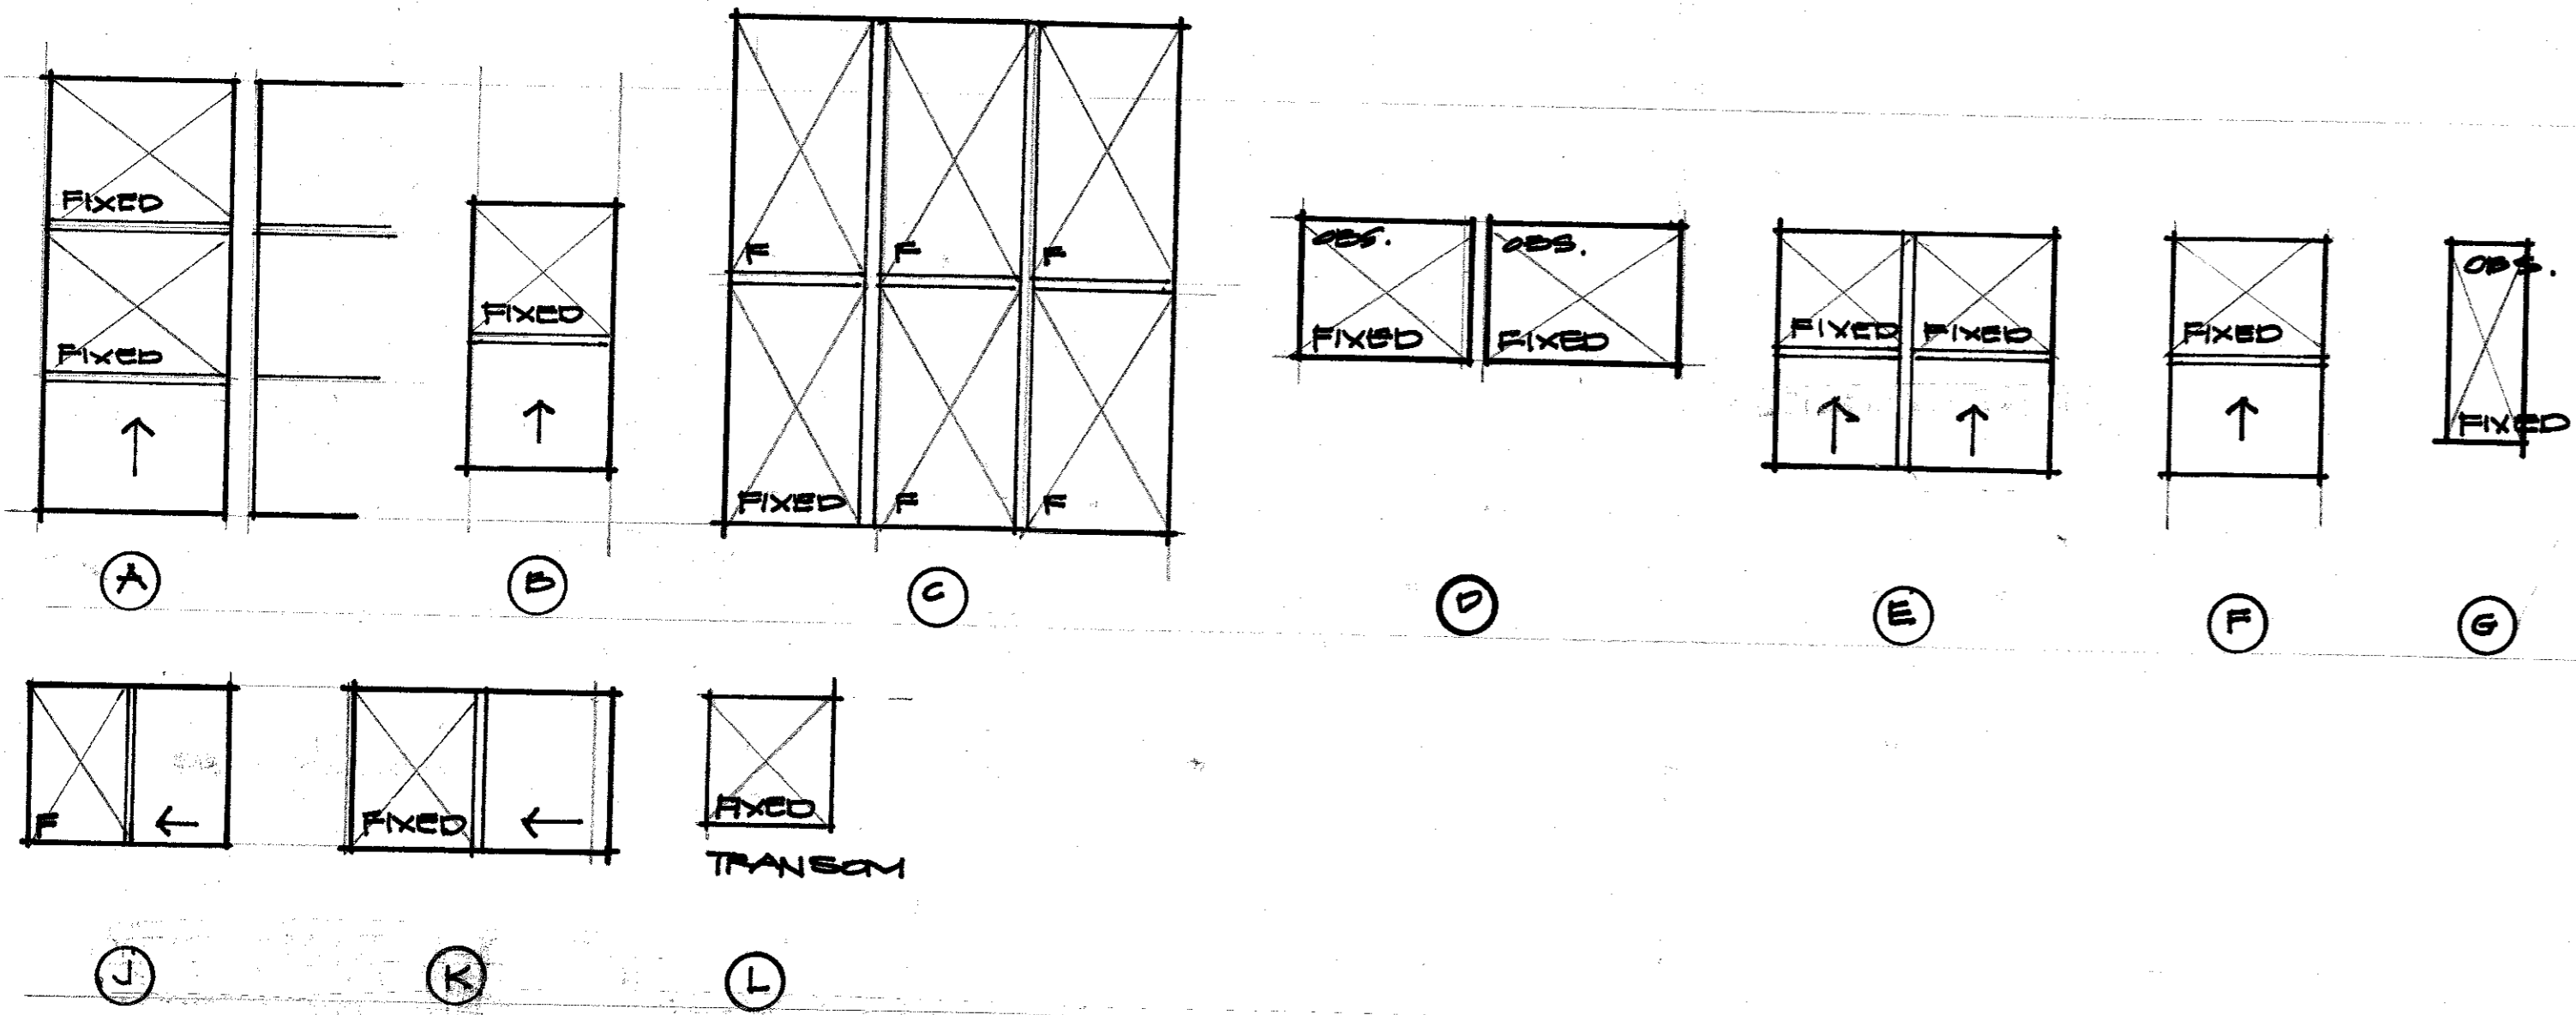 FIXED
FIXED
A
FIXED
B
F F F
FIXED F F
C
OBS. OBS.
FIXED FIXED
D
FIXED FIXED
E
FIXED
F
OBS.
FIXED
G
F
J
FIXED
K
FIXED
TRANSOM
L